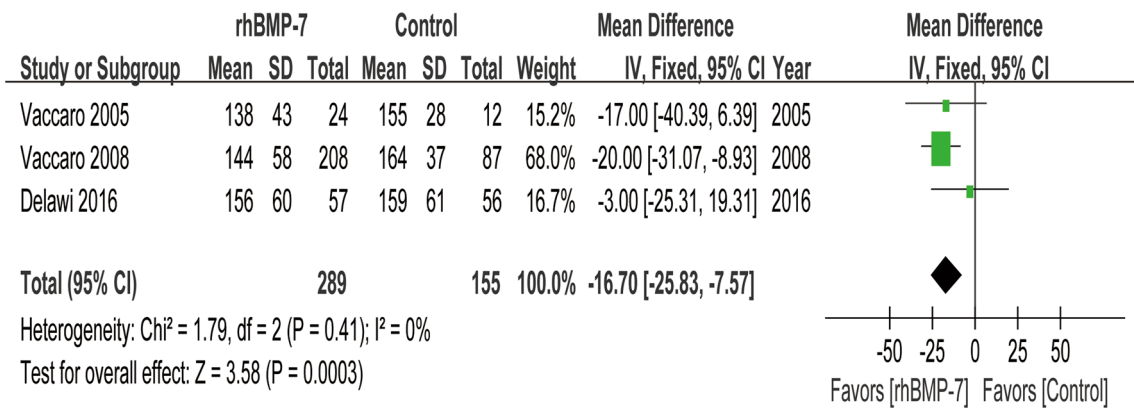 rhBMP-7 Control Mean Difference Mean Difference
Study or Subgroup Mean SD Total Mean SD Total Weight IV, Fixed, 95% CI Year IV, Fixed, 95% CI
Vaccaro 2005 138 43 24 155 28 12 15.2% -17.00 [-40.39, 6.39] 2005
Vaccaro 2008 144 58 208 164 37 87 68.0% -20.00 [-31.07, -8.93] 2008
Delawi 2016 156 60 57 159 61 56 16.7% -3.00 [-25.31, 19.31] 2016
Total (95% CI) 289 155 100.0% -16.70 [-25.83, -7.57]
Heterogeneity: Chi² = 1.79, df = 2 (P = 0.41); I² = 0%
Test for overall effect: Z = 3.58 (P = 0.0003)
-50 -25 0 25 50
Favors [rhBMP-7] Favors [Control]